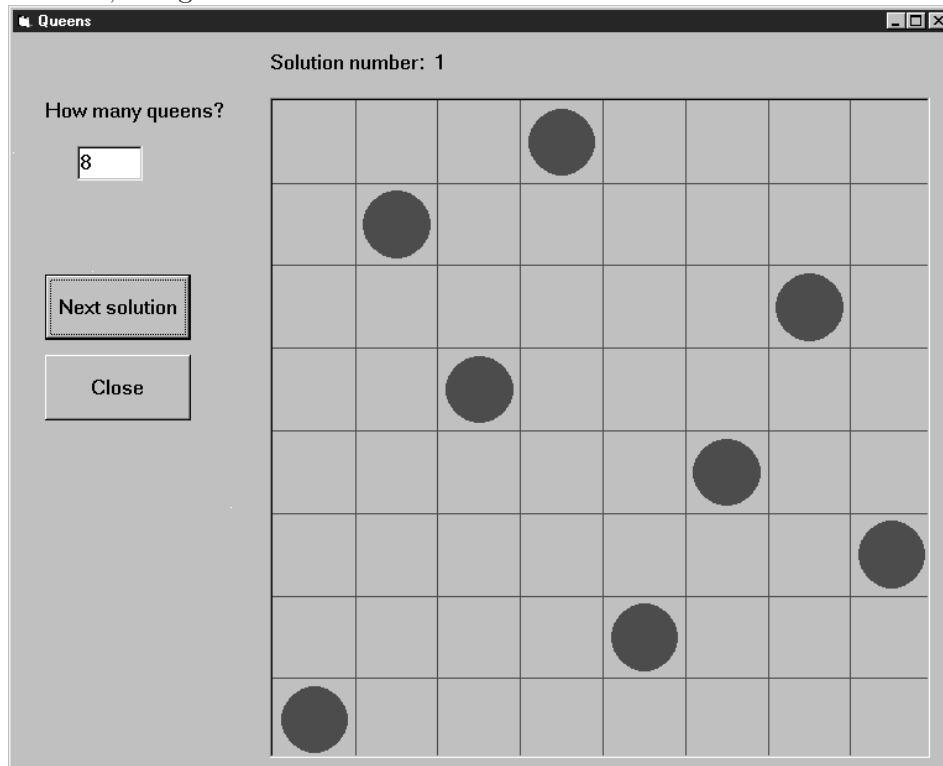 Queens
Solution number: 1
How many queens?
8
Next solution
Close